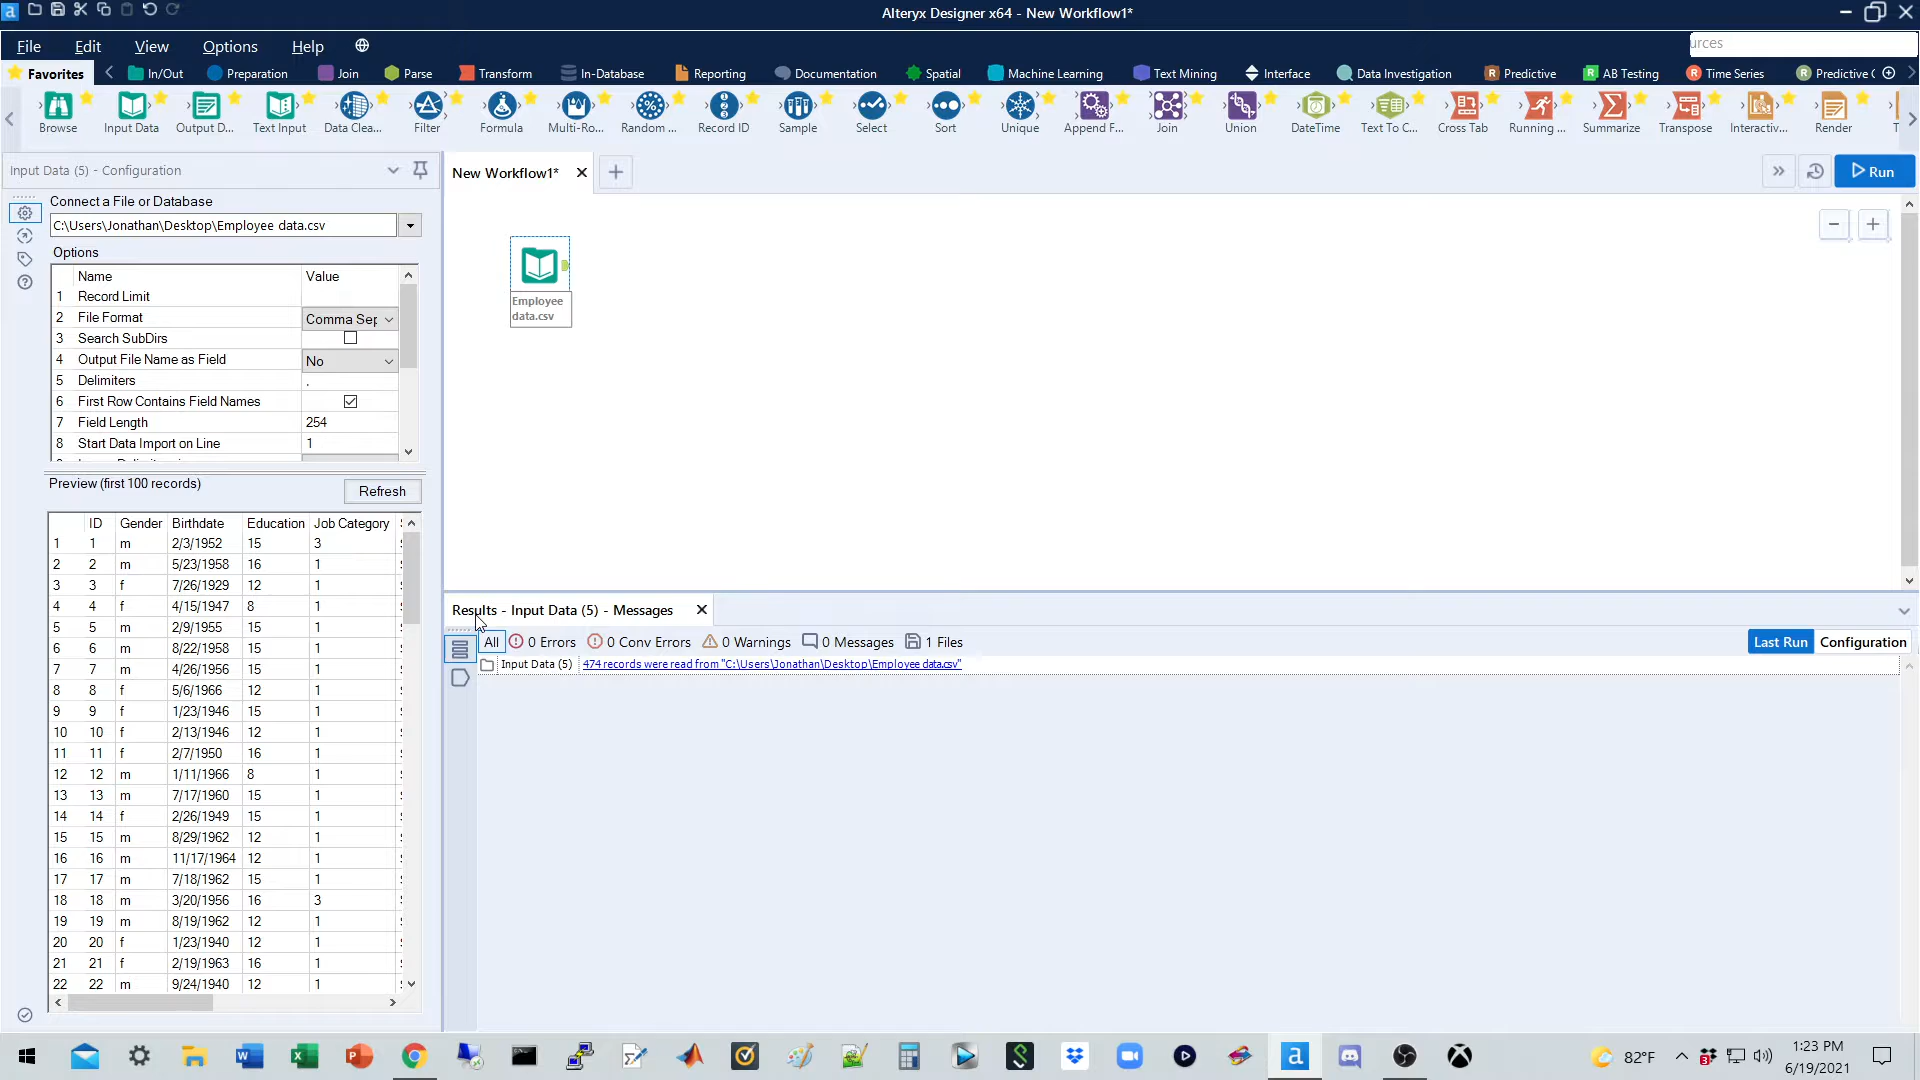 Alteryx Designer x64 - New Workflow1*
File Edit View Options Help
urces
Favorites In/Out Preparation Join Parse Transform In-Database Reporting Documentation Spatial Machine Learning Text Mining Interface Data Investigation Predictive AB Testing Time Series Predictive
Browse Input Data Output D... Text Input Data Clea... Filter Formula Multi-Ro... Random ... Record ID Sample Select Sort Unique Append F... Join Union DateTime Text To C... Cross Tab Running ... Summarize Transpose Interactiv... Render
Input Data (5) - Configuration
New Workflow1*
Run
Connect a File or Database
C:\Users\Jonathan\Desktop\Employee data.csv
Options
Name Value
1 Record Limit
2 File Format Comma Sep
3 Search SubDirs
4 Output File Name as Field No
5 Delimiters ,
6 First Row Contains Field Names
7 Field Length 254
8 Start Data Import on Line 1
Employee
data.csv
Preview (first 100 records)
Refresh
ID Gender Birthdate Education Job Category
1 1 m 2/3/1952 15 3
2 2 m 5/23/1958 16 1
3 3 f 7/26/1929 12 1
4 4 f 4/15/1947 8 1
5 5 m 2/9/1955 15 1
6 6 m 8/22/1958 15 1
7 7 m 4/26/1956 15 1
8 8 f 5/6/1966 12 1
9 9 f 1/23/1946 15 1
10 10 f 2/13/1946 12 1
11 11 f 2/7/1950 16 1
12 12 m 1/11/1966 8 1
13 13 m 7/17/1960 15 1
14 14 f 2/26/1949 15 1
15 15 m 8/29/1962 12 1
16 16 m 11/17/1964 12 1
17 17 m 7/18/1962 15 1
18 18 m 3/20/1956 16 3
19 19 m 8/19/1962 12 1
20 20 f 1/23/1940 12 1
21 21 f 2/19/1963 16 1
22 22 m 9/24/1940 12 1
Results - Input Data (5) - Messages
All 0 Errors 0 Conv Errors 0 Warnings 0 Messages 1 Files
Last Run Configuration
Input Data (5) 474 records were read from "C:\Users\Jonathan\Desktop\Employee data.csv"
82°F
1:23 PM
6/19/2021